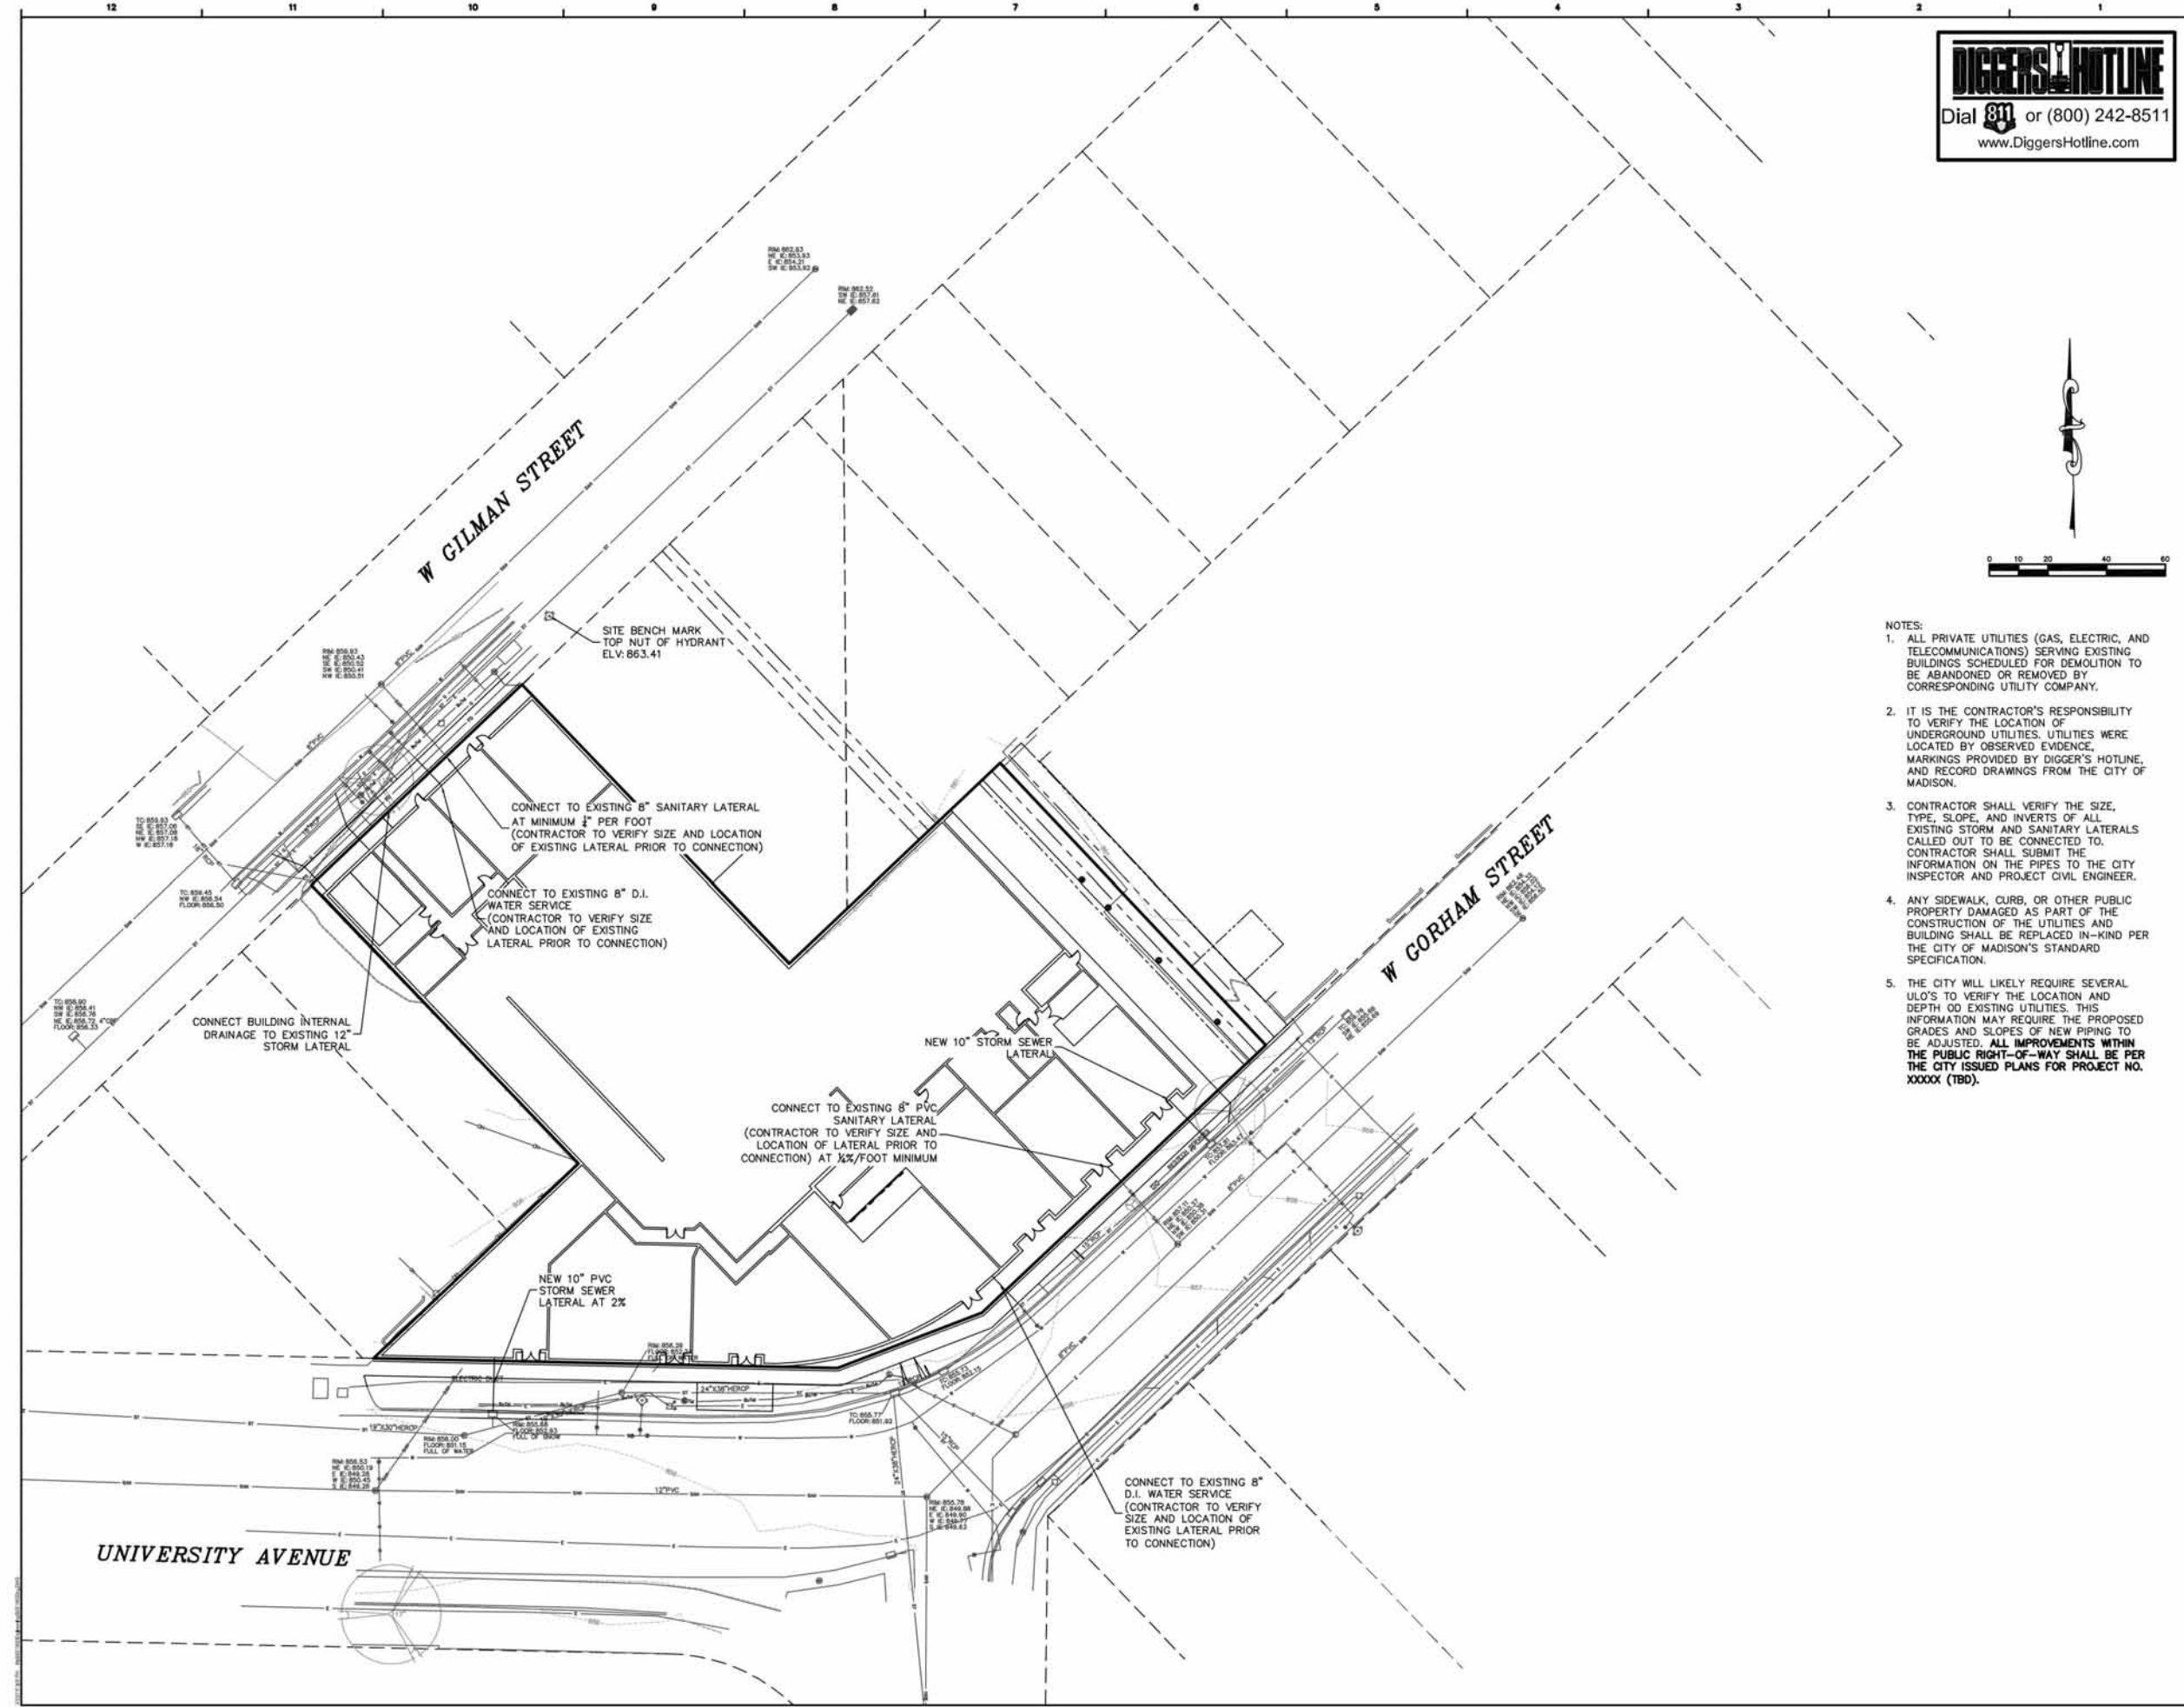 12 11 10 9 8 7 6 5 4 3 2 1
DIGGERS HOTLINE
Dial 811 or (800) 242-8511
www.DiggersHotline.com
0 10 20 40 60
NOTES:
1. ALL PRIVATE UTILITIES (GAS, ELECTRIC, AND
TELECOMMUNICATIONS) SERVING EXISTING
BUILDINGS SCHEDULED FOR DEMOLITION TO
BE ABANDONED OR REMOVED BY
CORRESPONDING UTILITY COMPANY.
2. IT IS THE CONTRACTOR'S RESPONSIBILITY
TO VERIFY THE LOCATION OF
UNDERGROUND UTILITIES. UTILITIES WERE
LOCATED BY OBSERVED EVIDENCE,
MARKINGS PROVIDED BY DIGGER'S HOTLINE,
AND RECORD DRAWINGS FROM THE CITY OF
MADISON.
3. CONTRACTOR SHALL VERIFY THE SIZE,
TYPE, SLOPE, AND INVERTS OF ALL
EXISTING STORM AND SANITARY LATERALS
CALLED OUT TO BE CONNECTED TO.
CONTRACTOR SHALL SUBMIT THE
INFORMATION ON THE PIPES TO THE CITY
INSPECTOR AND PROJECT CIVIL ENGINEER.
4. ANY SIDEWALK, CURB, OR OTHER PUBLIC
PROPERTY DAMAGED AS PART OF THE
CONSTRUCTION OF THE UTILITIES AND
BUILDING SHALL BE REPLACED IN-KIND PER
THE CITY OF MADISON'S STANDARD
SPECIFICATION.
5. THE CITY WILL LIKELY REQUIRE SEVERAL
ULO'S TO VERIFY THE LOCATION AND
DEPTH OD EXISTING UTILITIES. THIS
INFORMATION MAY REQUIRE THE PROPOSED
GRADES AND SLOPES OF NEW PIPING TO
BE ADJUSTED. ALL IMPROVEMENTS WITHIN
THE PUBLIC RIGHT-OF-WAY SHALL BE PER
THE CITY ISSUED PLANS FOR PROJECT NO.
XXXXX (TBD).
W GILMAN STREET
SITE BENCH MARK
TOP NUT OF HYDRANT
ELV: 863.41
CONNECT TO EXISTING 8" SANITARY LATERAL
AT MINIMUM PER FOOT
(CONTRACTOR TO VERIFY SIZE AND LOCATION
OF EXISTING LATERAL PRIOR TO CONNECTION)
CONNECT TO EXISTING 8" D.I.
WATER SERVICE
(CONTRACTOR TO VERIFY SIZE
AND LOCATION OF EXISTING
LATERAL PRIOR TO CONNECTION)
CONNECT BUILDING INTERNAL
DRAINAGE TO EXISTING 12"
STORM LATERAL
W GORHAM STREET
NEW 10" STORM SEWER
LATERAL
CONNECT TO EXISTING 8" PVC
SANITARY LATERAL
(CONTRACTOR TO VERIFY SIZE AND
LOCATION OF LATERAL PRIOR TO
CONNECTION) AT /FOOT MINIMUM
NEW 10" PVC
STORM SEWER
LATERAL AT 2%
CONNECT TO EXISTING 8"
D.I. WATER SERVICE
(CONTRACTOR TO VERIFY
SIZE AND LOCATION OF
EXISTING LATERAL PRIOR
TO CONNECTION)
12"PVC
24"X38"HERCP
UNIVERSITY AVENUE